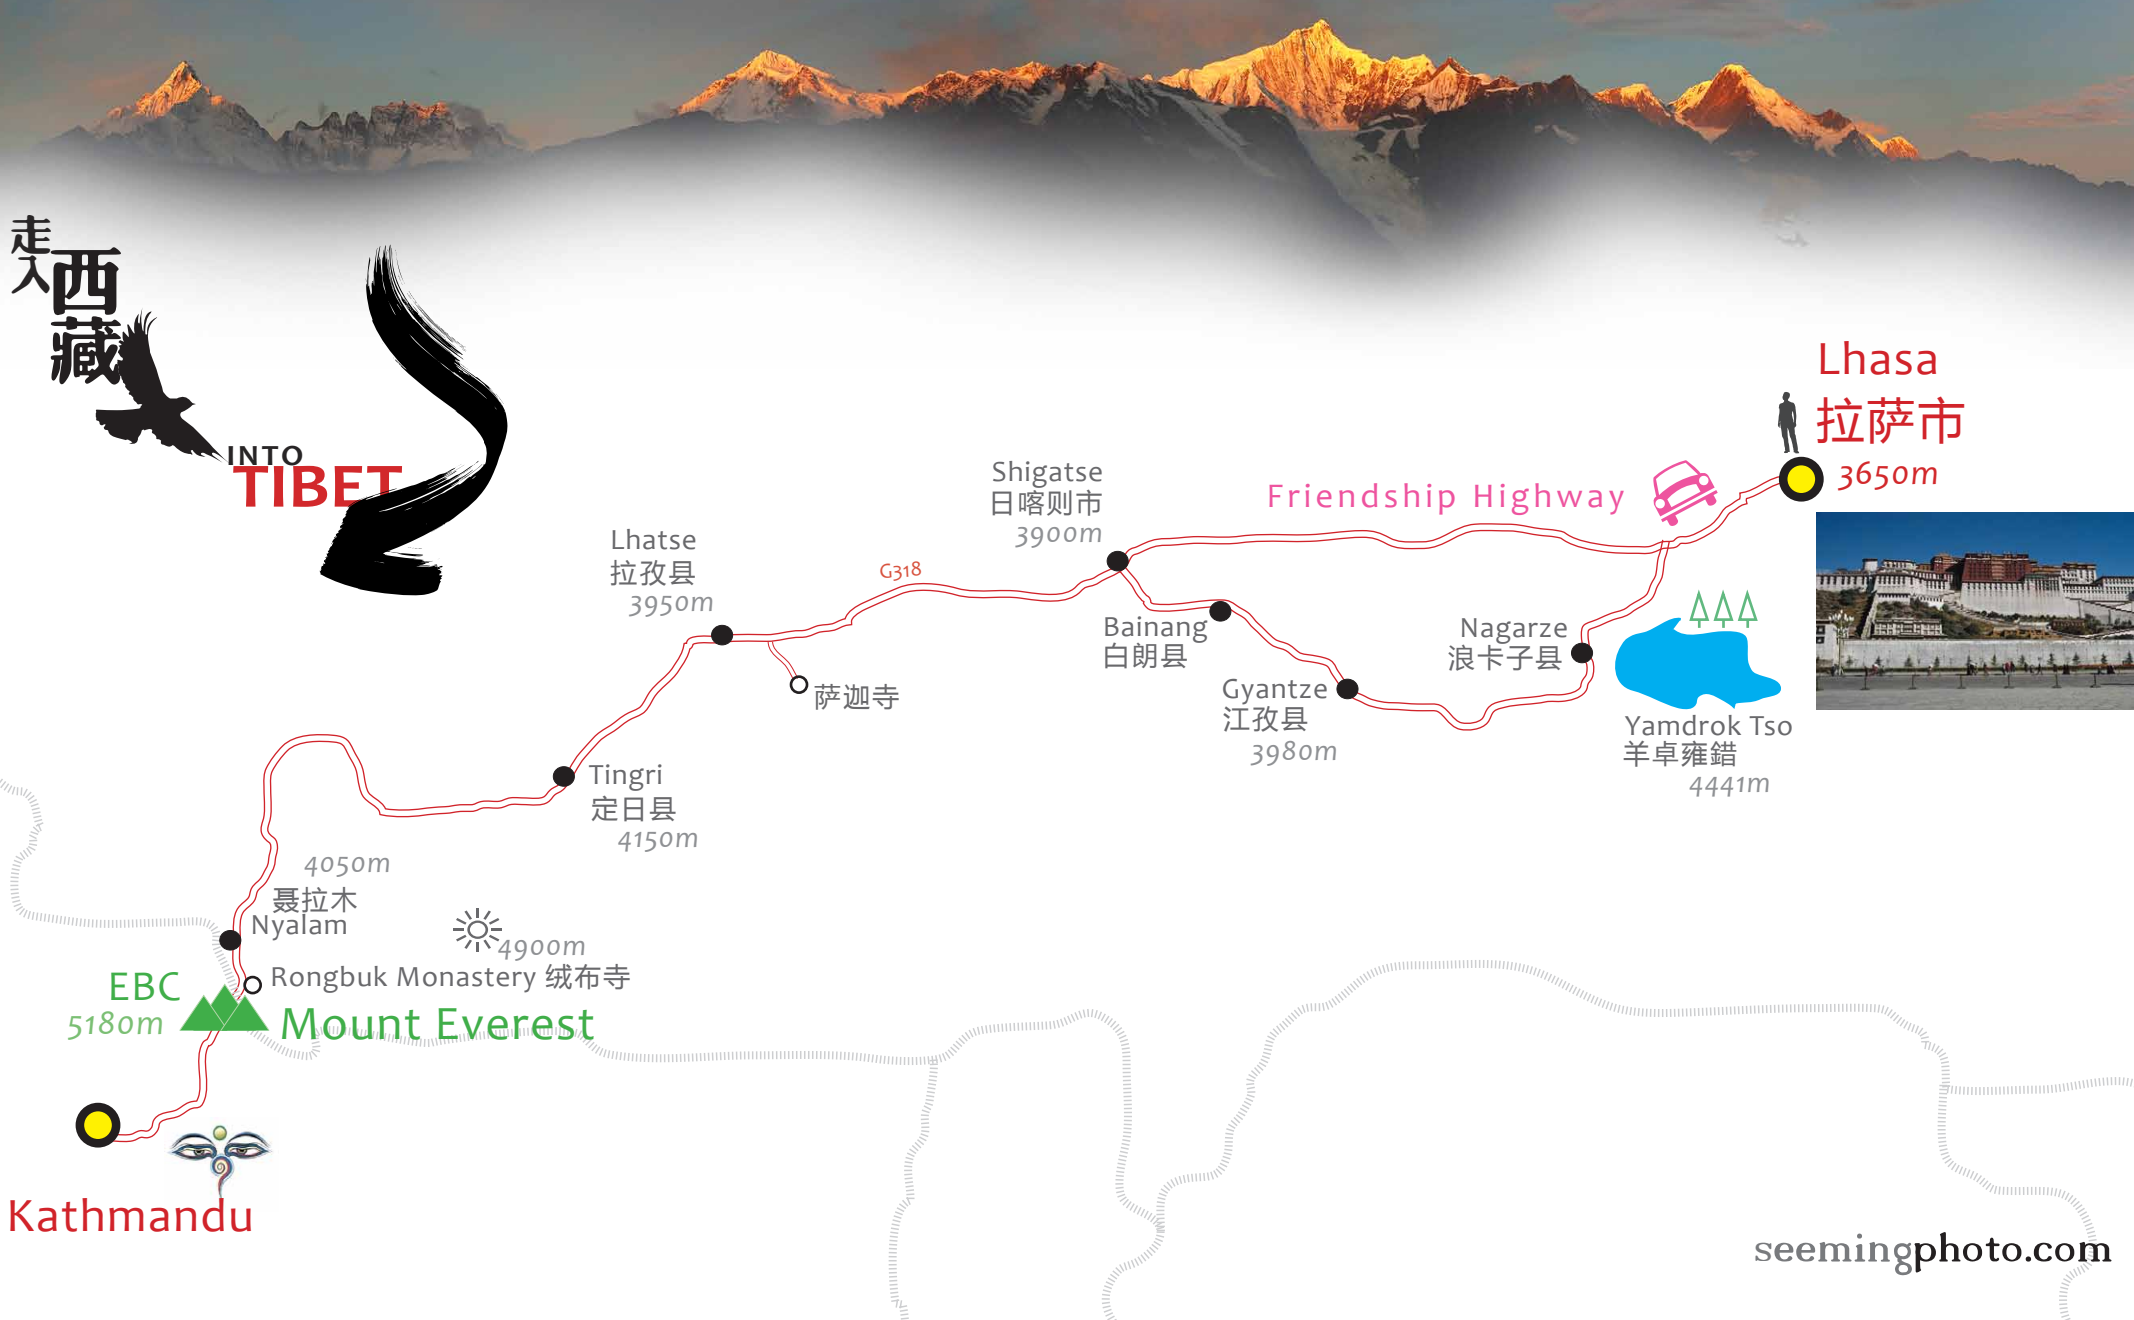 走入
西藏
INTO
TIBET
Lhasa
拉萨市
3650m
Shigatse
日喀则市
3900m
Friendship Highway
Lhatse
拉孜县
3950m
G318
Bainang
白朗县
Nagarze
浪卡子县
萨迦寺
Gyantze
江孜县
3980m
Yamdrok Tso
羊卓雍錯
4441m
Tingri
定日县
4150m
4050m
聂拉木
Nyalam
4900m
Rongbuk Monastery 绒布寺
EBC
5180m
Mount Everest
Kathmandu
seemingphoto.com